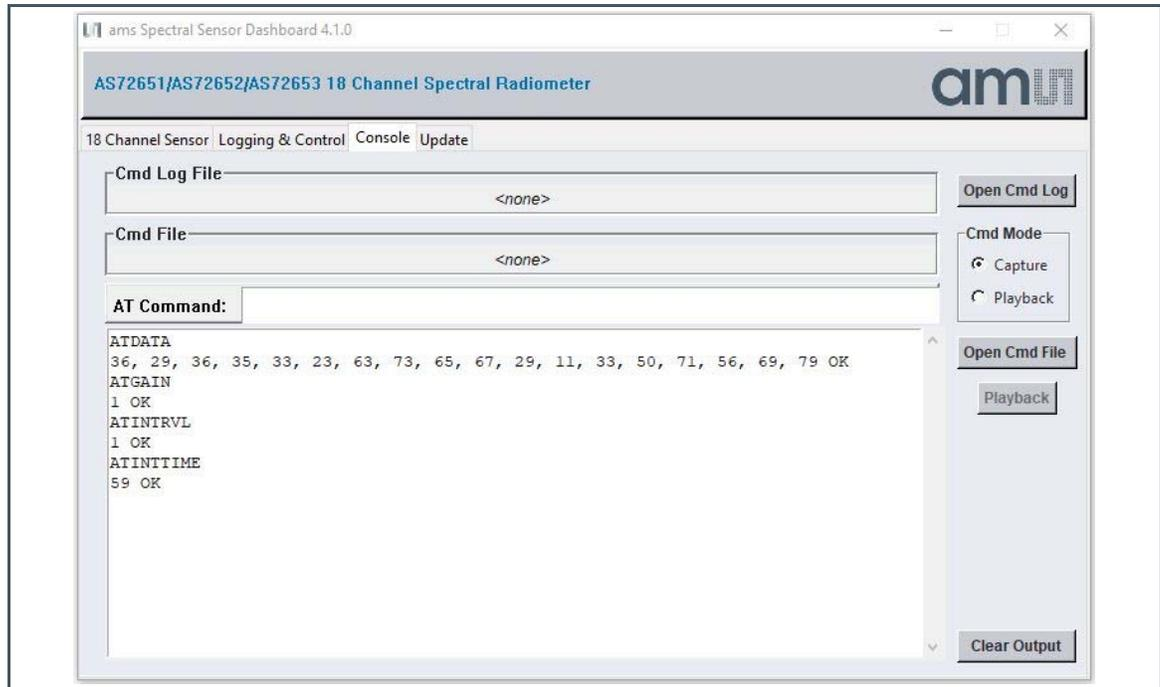 ams Spectral Sensor Dashboard 4.1.0
AS72651/AS72652/AS72653 18 Channel Spectral Radiometer
am
18 Channel Sensor Logging & Control Console Update
Cmd Log File
<none>
Open Cmd Log
Cmd File
<none>
Cmd Mode
Capture
Playback
AT Command:
ATDATA
36, 29, 36, 35, 33, 23, 63, 73, 65, 67, 29, 11, 33, 50, 71, 56, 69, 79 OK
ATGAIN
1 OK
ATINTRVL
1 OK
ATINTTIME
59 OK
Open Cmd File
Playback
Clear Output